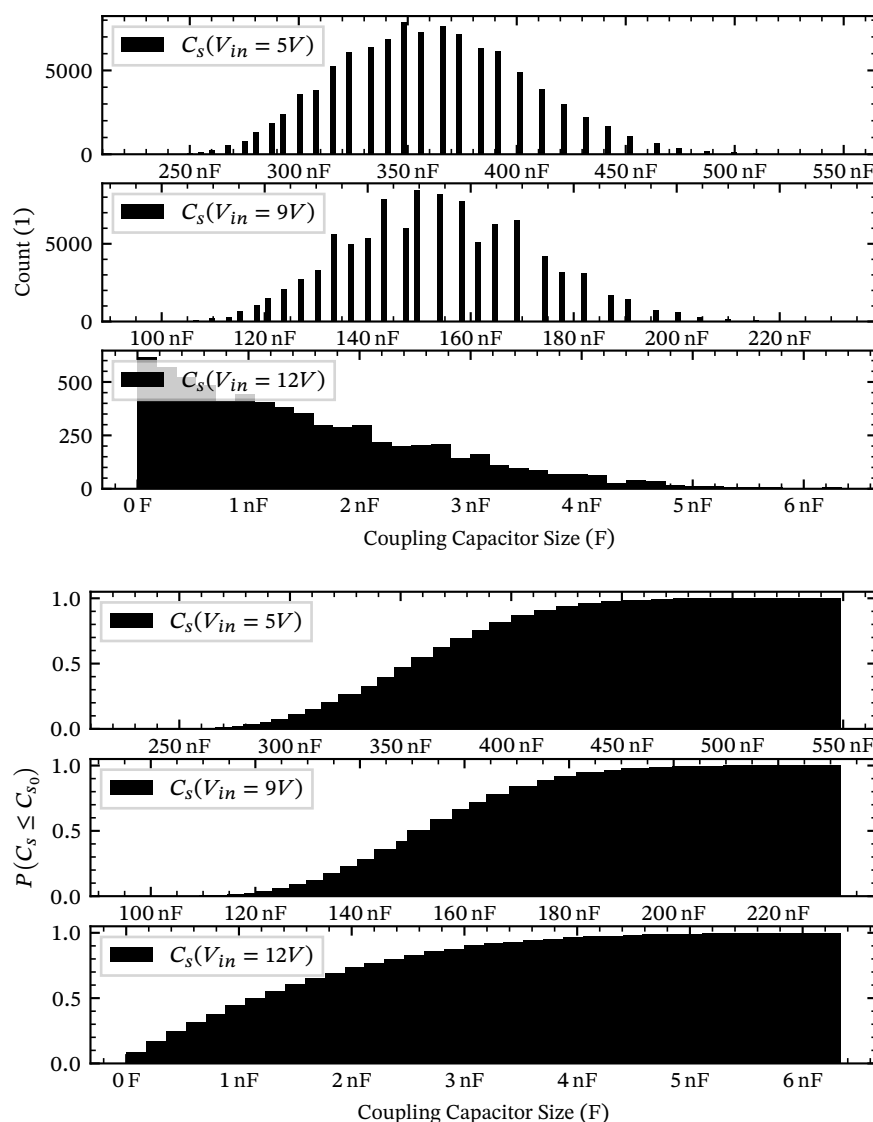 5000
0
C_s(V_in = 5V)
250 nF 300 nF 350 nF 400 nF 450 nF 500 nF 550 nF
Count (1)
5000
0
C_s(V_in = 9V)
100 nF 120 nF 140 nF 160 nF 180 nF 200 nF 220 nF
500
250
0
C_s(V_in = 12V)
0 F 1 nF 2 nF 3 nF 4 nF 5 nF 6 nF
Coupling Capacitor Size (F)
1.0
0.5
0.0
C_s(V_in = 5V)
250 nF 300 nF 350 nF 400 nF 450 nF 500 nF 550 nF
P(C_s ≤ C_{s_0})
1.0
0.5
0.0
C_s(V_in = 9V)
100 nF 120 nF 140 nF 160 nF 180 nF 200 nF 220 nF
1.0
0.5
0.0
C_s(V_in = 12V)
0 F 1 nF 2 nF 3 nF 4 nF 5 nF 6 nF
Coupling Capacitor Size (F)